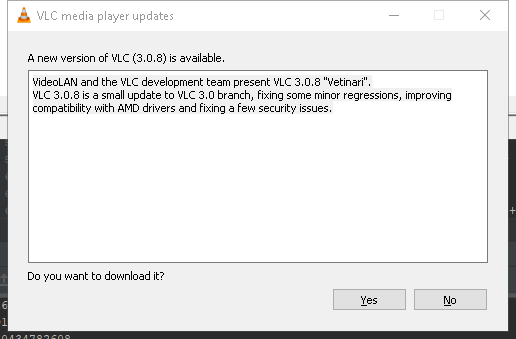 VLC media player updates
A new version of VLC (3.0.8) is available.
VideoLAN and the VLC development team present VLC 3.0.8 "Vetinari".
VLC 3.0.8 is a small update to VLC 3.0 branch, fixing some minor regressions, improving
compatibility with AMD drivers and fixing a few security issues.
Do you want to download it?
Yes No